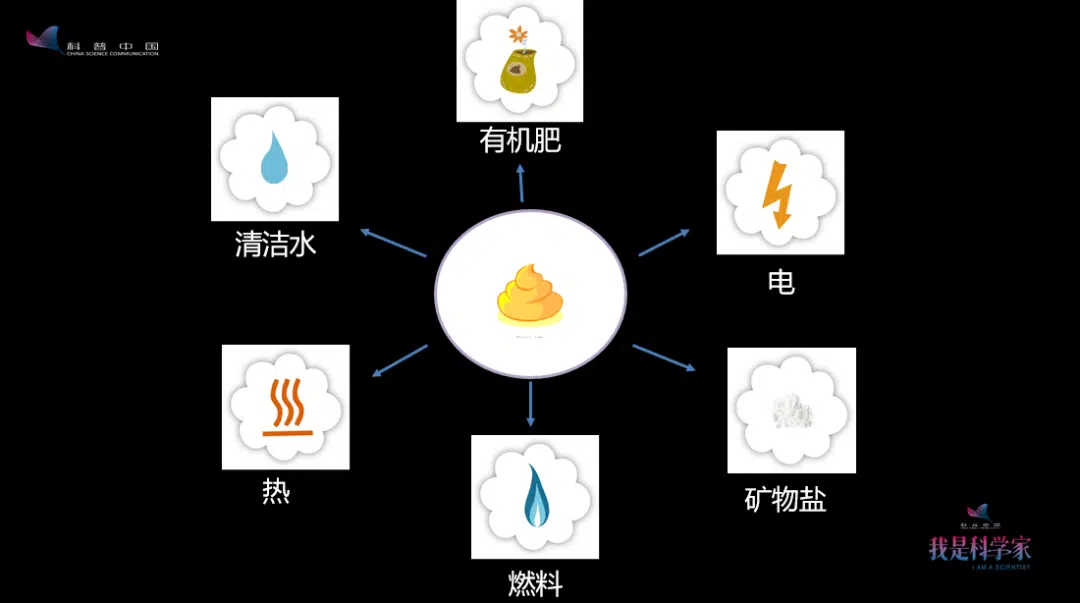 科普中国
CHINA SCIENCE COMMUNICATION
有机肥
清洁水
电
热
矿物盐
燃料
科普中国
我是科学家
I AM A SCIENTIST